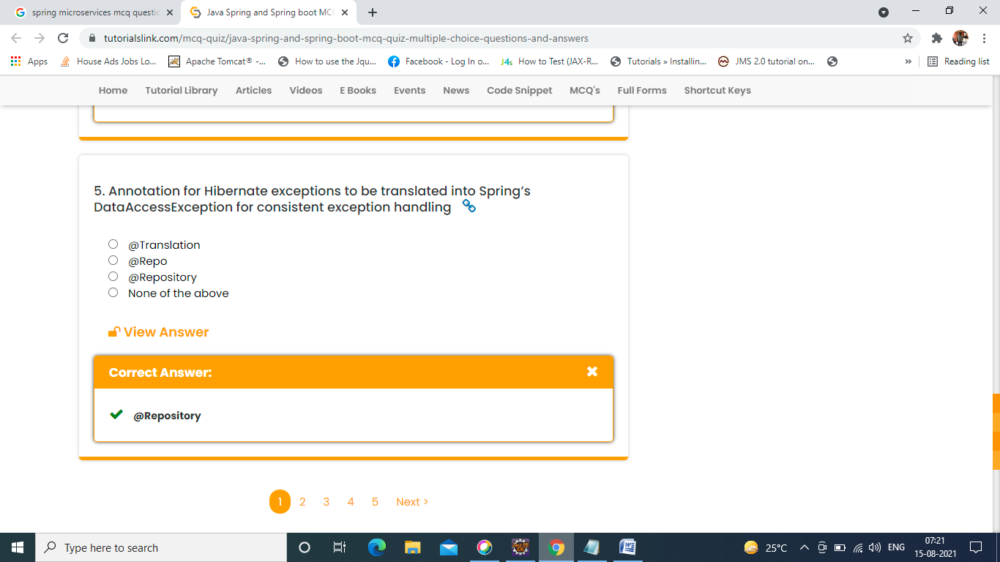 spring microservices mcq questic
Java Spring and Spring boot MC
tutorialslink.com/mcq-quiz/java-spring-and-spring-boot-mcq-quiz-multiple-choice-questions-and-answers
Apps
House Ads Jobs Lo...
Apache Tomcat® -...
How to use the Jqu...
Facebook - Log In o...
J4s How to Test (JAX-R...
Tutorials » Installin...
JMS 2.0 tutorial on...
»
Reading list
Home Tutorial Library Articles Videos E Books Events News Code Snippet MCQ's Full Forms Shortcut Keys
5. Annotation for Hibernate exceptions to be translated into Spring’s
DataAccessException for consistent exception handling
@Translation
@Repo
@Repository
None of the above
View Answer
Correct Answer:
@Repository
1 2 3 4 5 Next >
Type here to search
25°C
ENG
07:21
15-08-2021